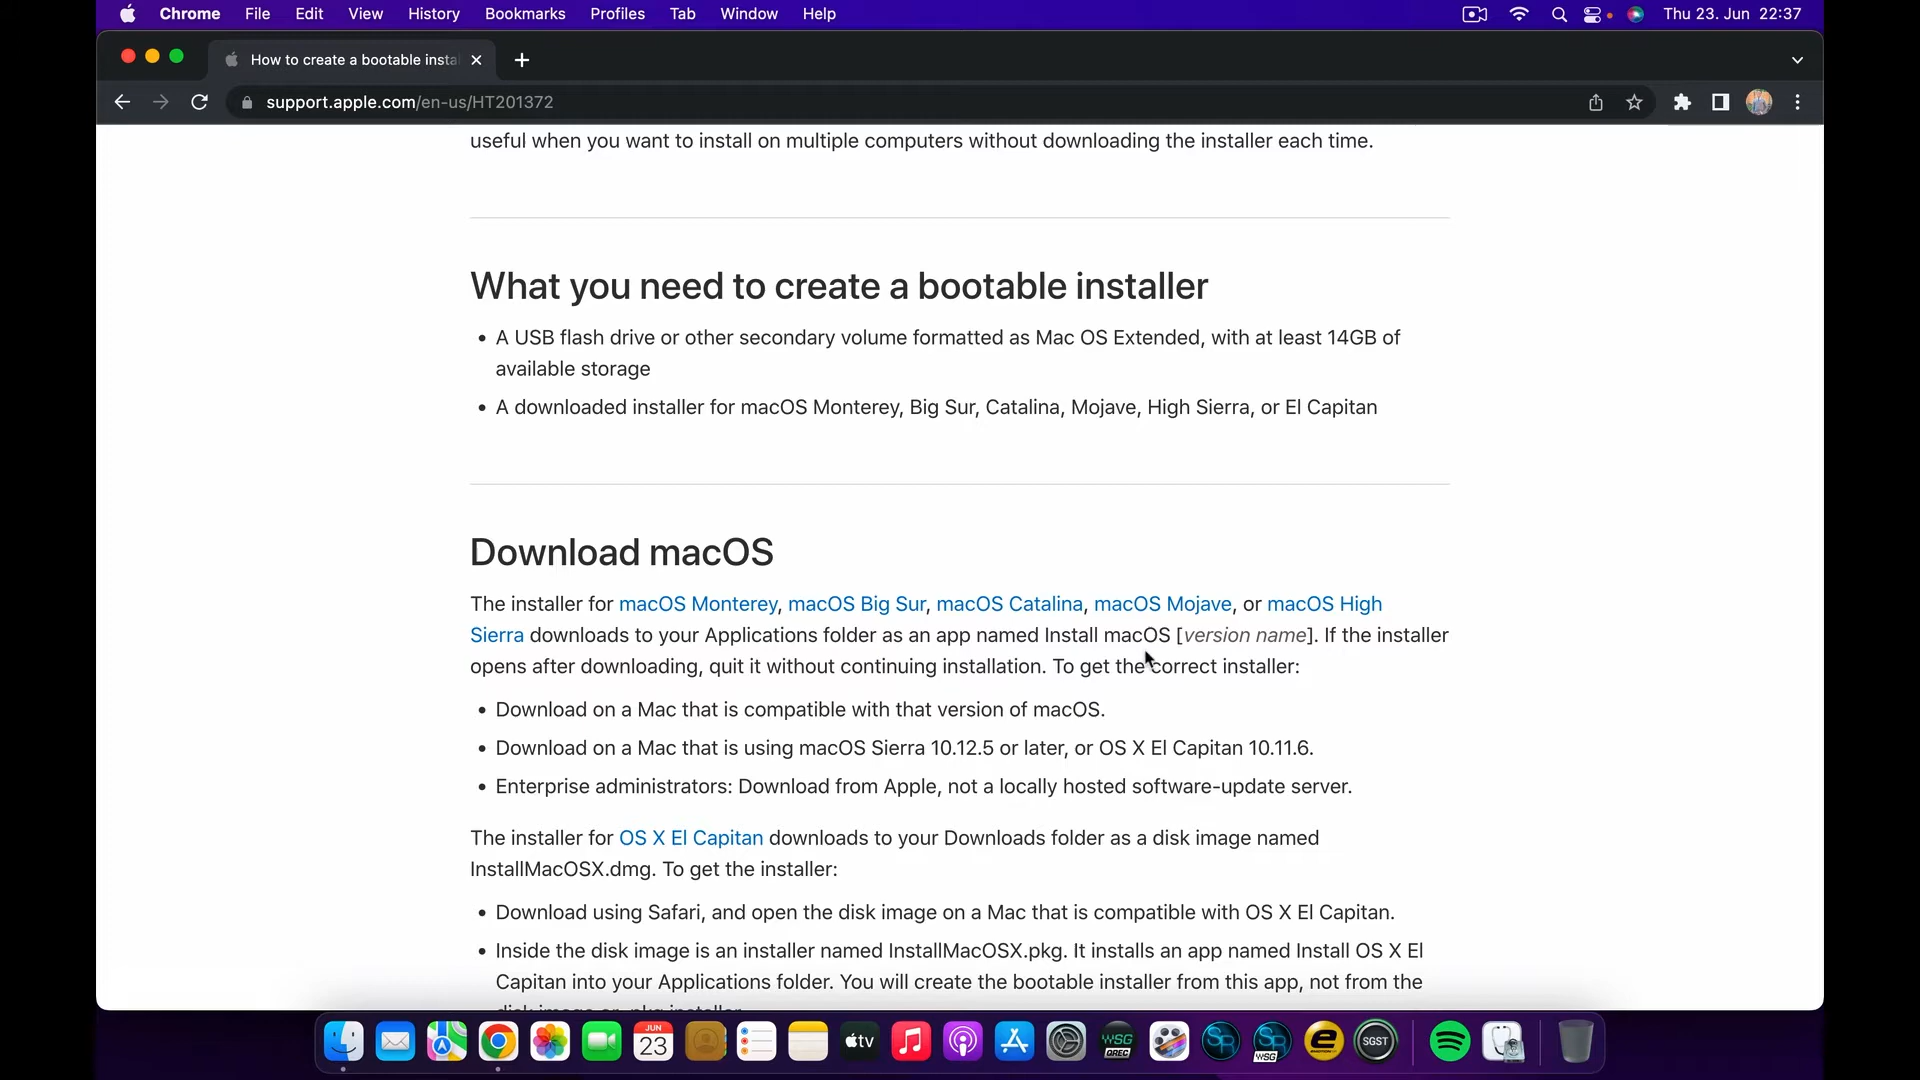 Chrome File Edit View History Bookmarks Profiles Tab Window Help Thu 23. Jun 22:37
How to create a bootable insta
support.apple.com/en-us/HT201372
useful when you want to install on multiple computers without downloading the installer each time.
What you need to create a bootable installer
• A USB flash drive or other secondary volume formatted as Mac OS Extended, with at least 14GB of
available storage
• A downloaded installer for macOS Monterey, Big Sur, Catalina, Mojave, High Sierra, or El Capitan
Download macOS
The installer for macOS Monterey, macOS Big Sur, macOS Catalina, macOS Mojave, or macOS High
Sierra downloads to your Applications folder as an app named Install macOS [version name]. If the installer
opens after downloading, quit it without continuing installation. To get the correct installer:
• Download on a Mac that is compatible with that version of macOS.
• Download on a Mac that is using macOS Sierra 10.12.5 or later, or OS X El Capitan 10.11.6.
• Enterprise administrators: Download from Apple, not a locally hosted software-update server.
The installer for OS X El Capitan downloads to your Downloads folder as a disk image named
InstallMacOSX.dmg. To get the installer:
• Download using Safari, and open the disk image on a Mac that is compatible with OS X El Capitan.
• Inside the disk image is an installer named InstallMacOSX.pkg. It installs an app named Install OS X El
Capitan into your Applications folder. You will create the bootable installer from this app, not from the
disk image or .pkg installer.
JUN
23
tv
WSG
QREC
SR
SR
WSG
e
SGST